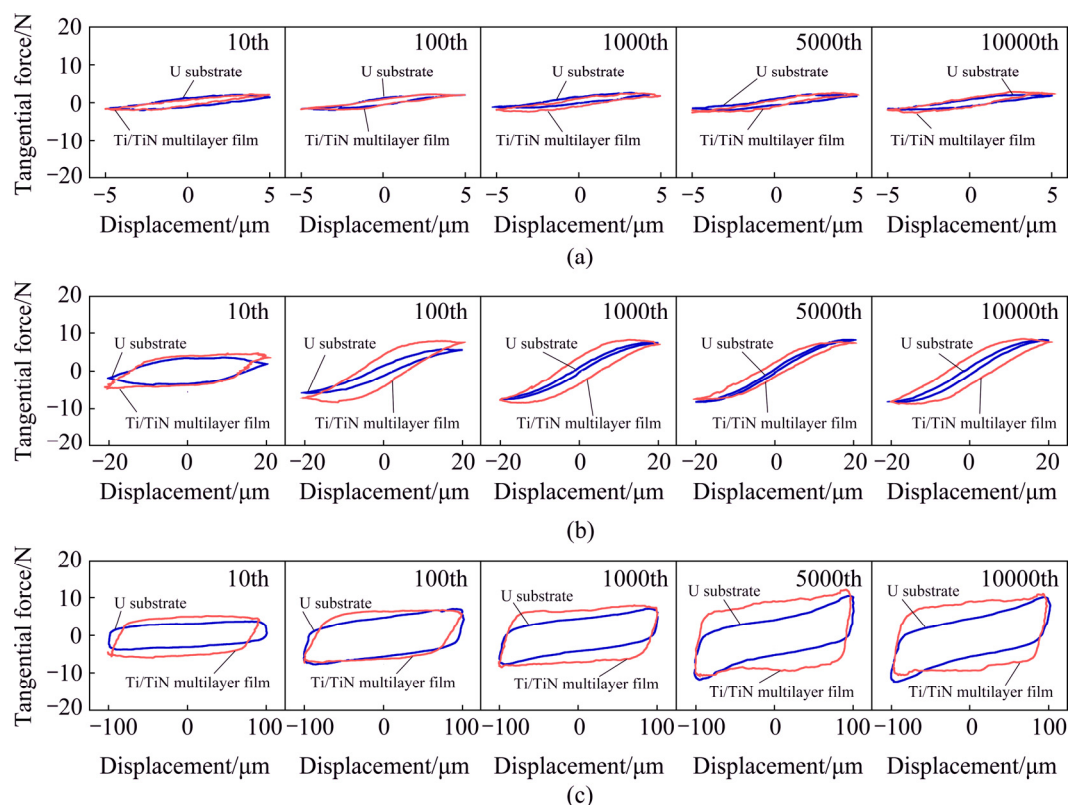 Tangential force/N
20
10
0
−10
−20
10th
U substrate
Ti/TiN multilayer film
100th
U substrate
1000th
U substrate
Ti/TiN multilayer film
5000th
U substrate
Ti/TiN multilayer film
10000th
U substrate
Ti/TiN multilayer film
−5 0 5 −5 0 5 −5 0 5 −5 0 5 −5 0 5
Displacement/μm Displacement/μm Displacement/μm Displacement/μm Displacement/μm
(a)
Tangential force/N
20
10
0
−10
−20
10th
U substrate
Ti/TiN multilayer film
100th
U substrate
Ti/TiN multilayer film
1000th
U substrate
Ti/TiN multilayer film
5000th
U substrate
Ti/TiN multilayer film
10000th
U substrate
Ti/TiN multilayer film
−20 0 20 −20 0 20 −20 0 20 −20 0 20 −20 0 20
Displacement/μm Displacement/μm Displacement/μm Displacement/μm Displacement/μm
(b)
Tangential force/N
20
10
0
−10
−20
10th
U substrate
Ti/TiN multilayer film
100th
U substrate
Ti/TiN multilayer film
1000th
U substrate
Ti/TiN multilayer film
5000th
U substrate
Ti/TiN multilayer film
10000th
U substrate
Ti/TiN multilayer film
−100 0 100 −100 0 100 −100 0 100 −100 0 100 −100 0 100
Displacement/μm Displacement/μm Displacement/μm Displacement/μm Displacement/μm
(c)